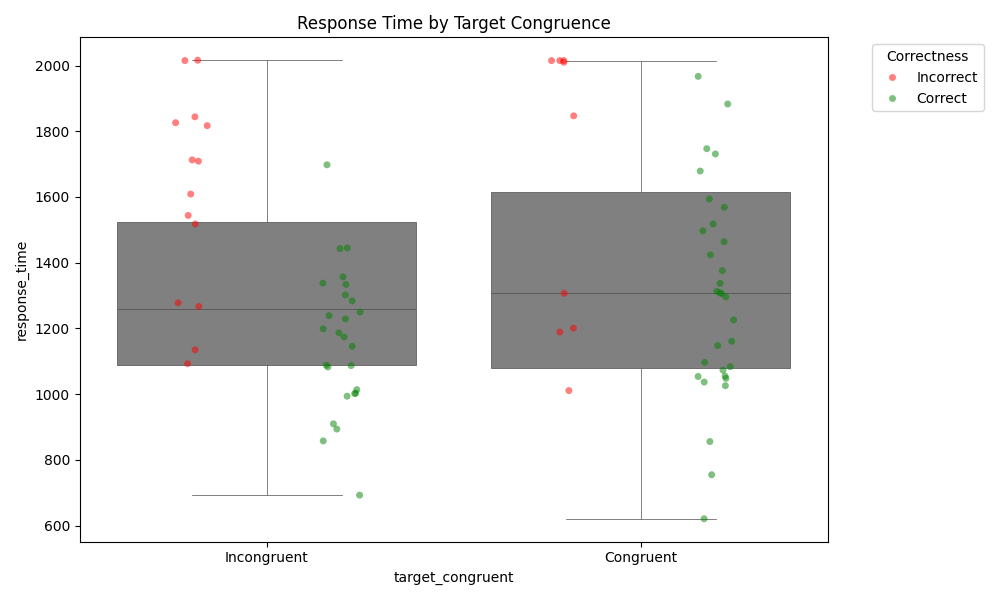 Response Time by Target Congruence
response_time
2000
1800
1600
1400
1200
1000
800
600
Incongruent
Congruent
target_congruent
Correctness
Incorrect
Correct